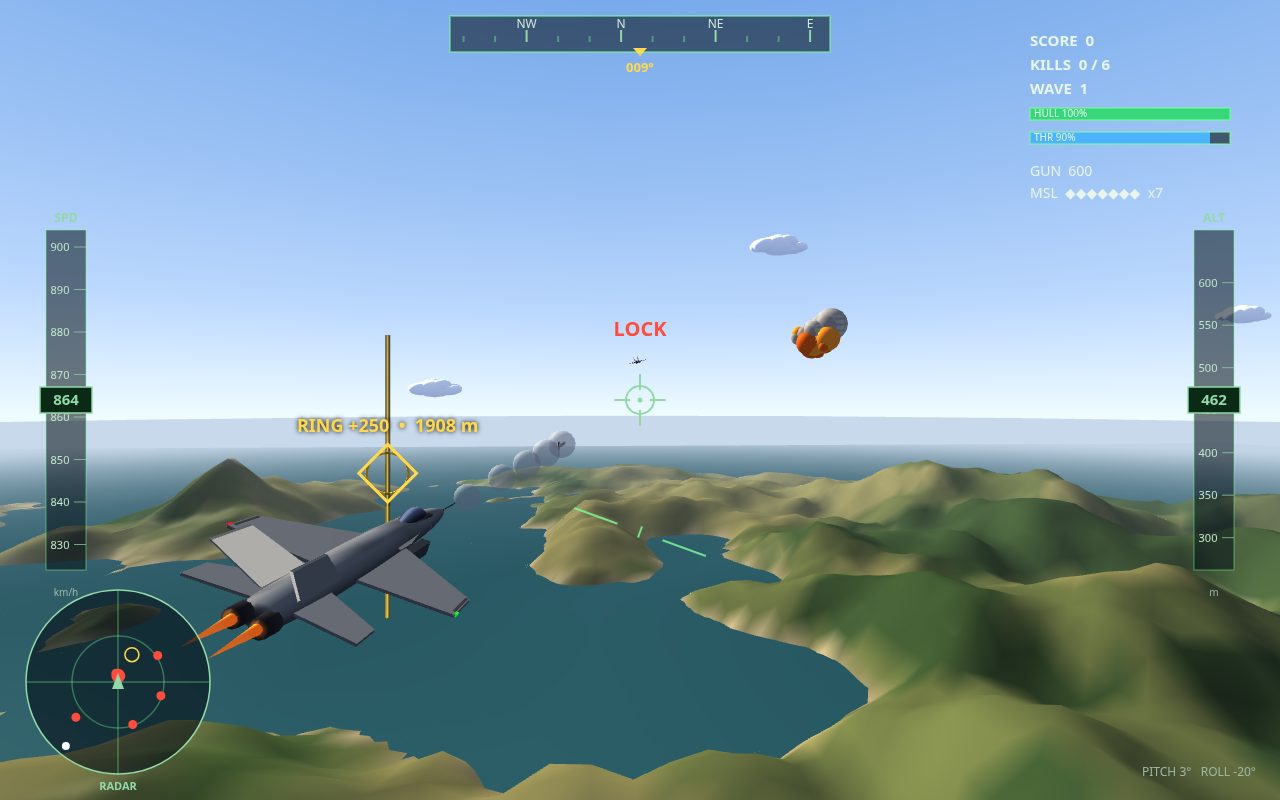 NW N NE E
009°
SCORE 0
KILLS 0 / 6
WAVE 1
HULL 100%
THR 90%
GUN 600
MSL ◆◆◆◆◆◆◆ x7
SPD
900
890
880
870
864
860
850
840
830
km/h
ALT
600
550
500
462
400
350
300
m
LOCK
RING +250 • 1908 m
RADAR
PITCH 3° ROLL -20°